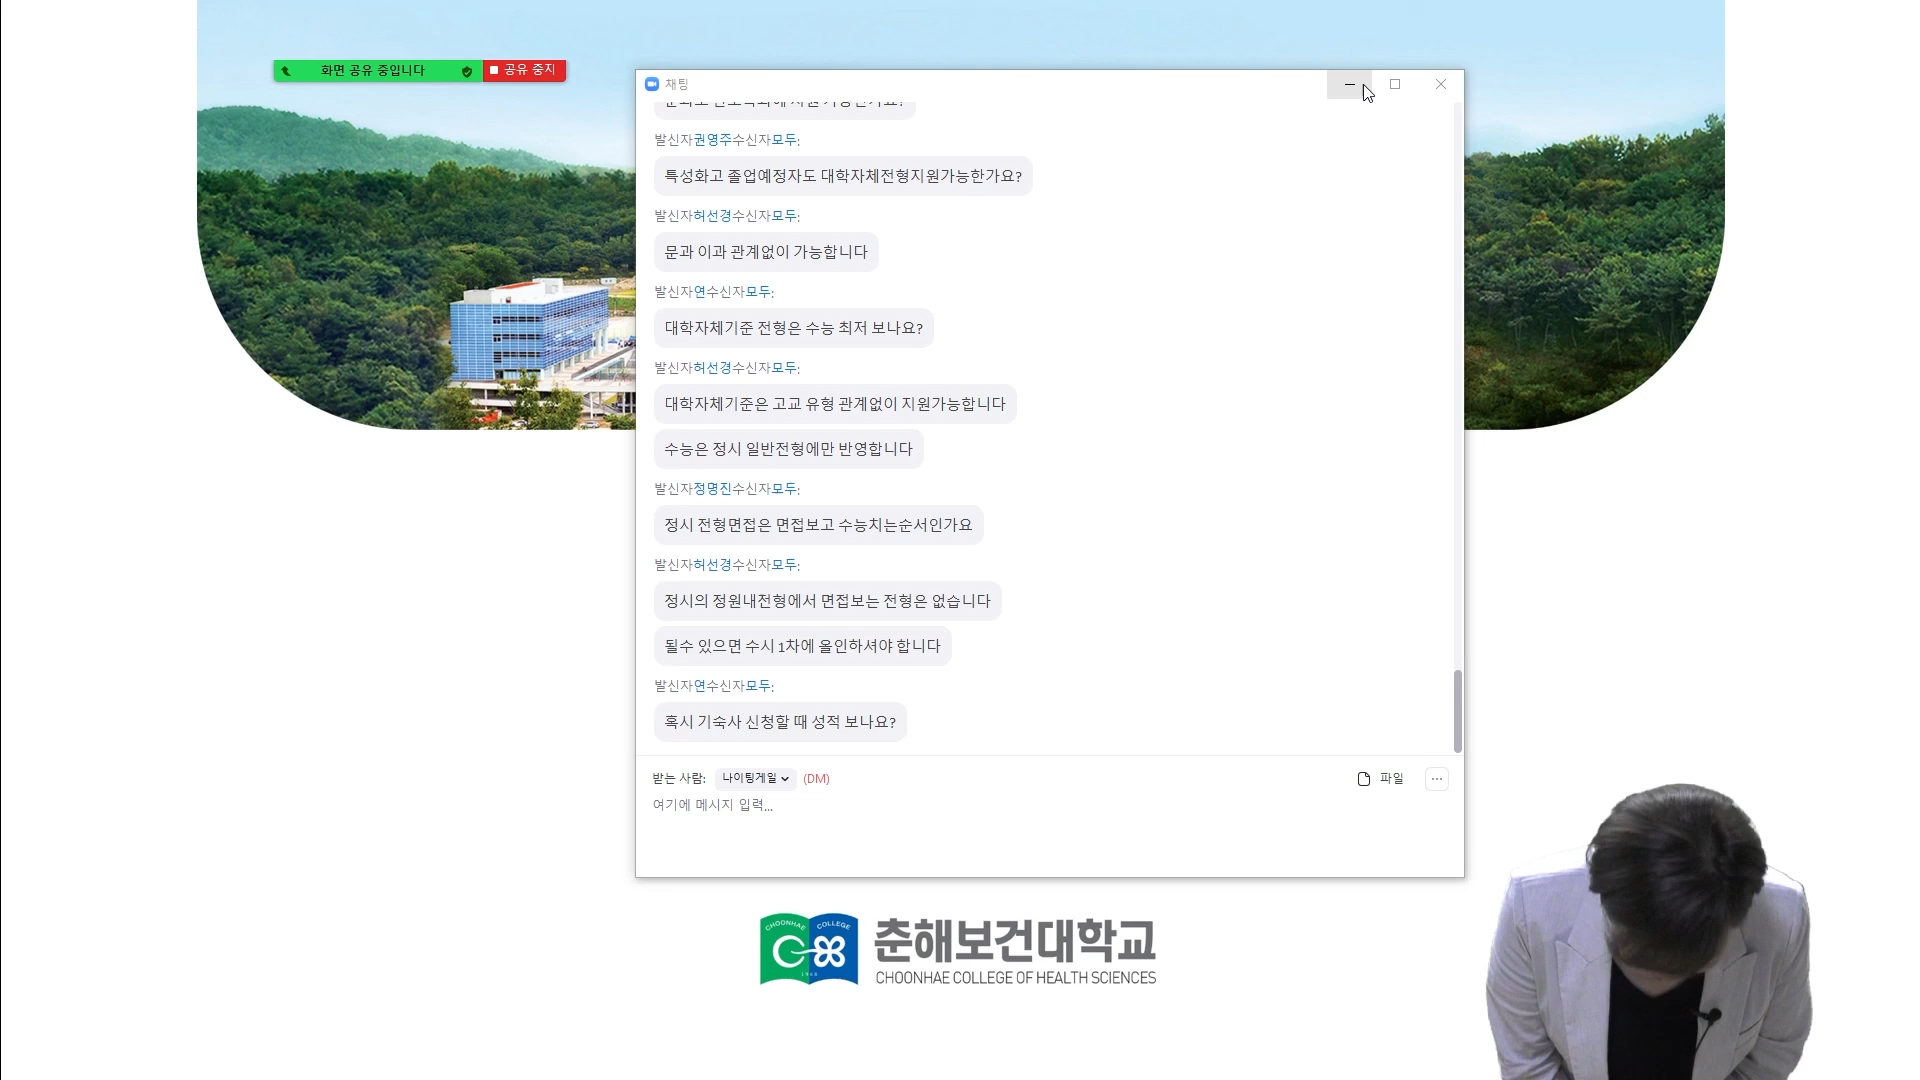 화면 공유 중입니다
공유 중지
채팅
발신자권영주수신자모두:
특성화고 졸업예정자도 대학자체전형지원가능한가요?
발신자허선경수신자모두:
문과 이과 관계없이 가능합니다
발신자연수신자모두:
대학자체기준 전형은 수능 최저 보나요?
발신자허선경수신자모두:
대학자체기준은 고교 유형 관계없이 지원가능합니다
수능은 정시 일반전형에만 반영합니다
발신자정명진수신자모두:
정시 전형면접은 면접보고 수능치는순서인가요
발신자허선경수신자모두:
정시의 정원내전형에서 면접보는 전형은 없습니다
될수 있으면 수시 1차에 올인하셔야 합니다
발신자연수신자모두:
혹시 기숙사 신청할 때 성적 보나요?
받는 사람: 나이팅게일 (DM)
파일
여기에 메시지 입력...
CHOONHAE COLLEGE
1968
춘해보건대학교
CHOONHAE COLLEGE OF HEALTH SCIENCES